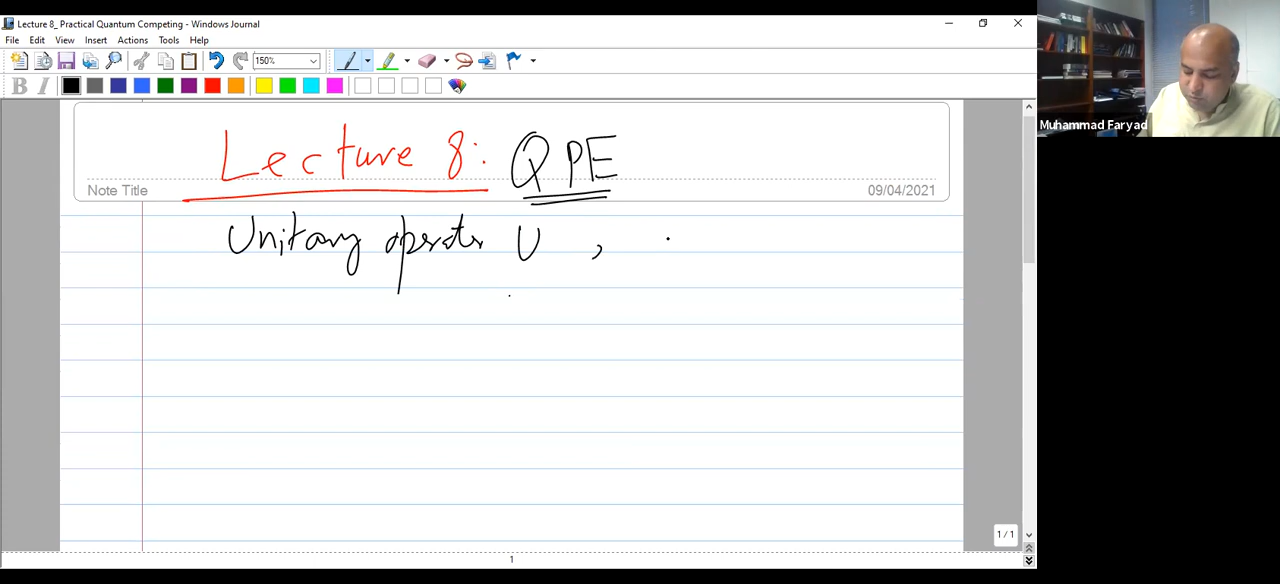 Lecture 8_ Practical Quantum Competing - Windows Journal
File Edit View Insert Actions Tools Help
150%
B I
Muhammad Faryad
Lecture 8: QPE
Note Title
09/04/2021
Unitary operator U ,
1 / 1
1